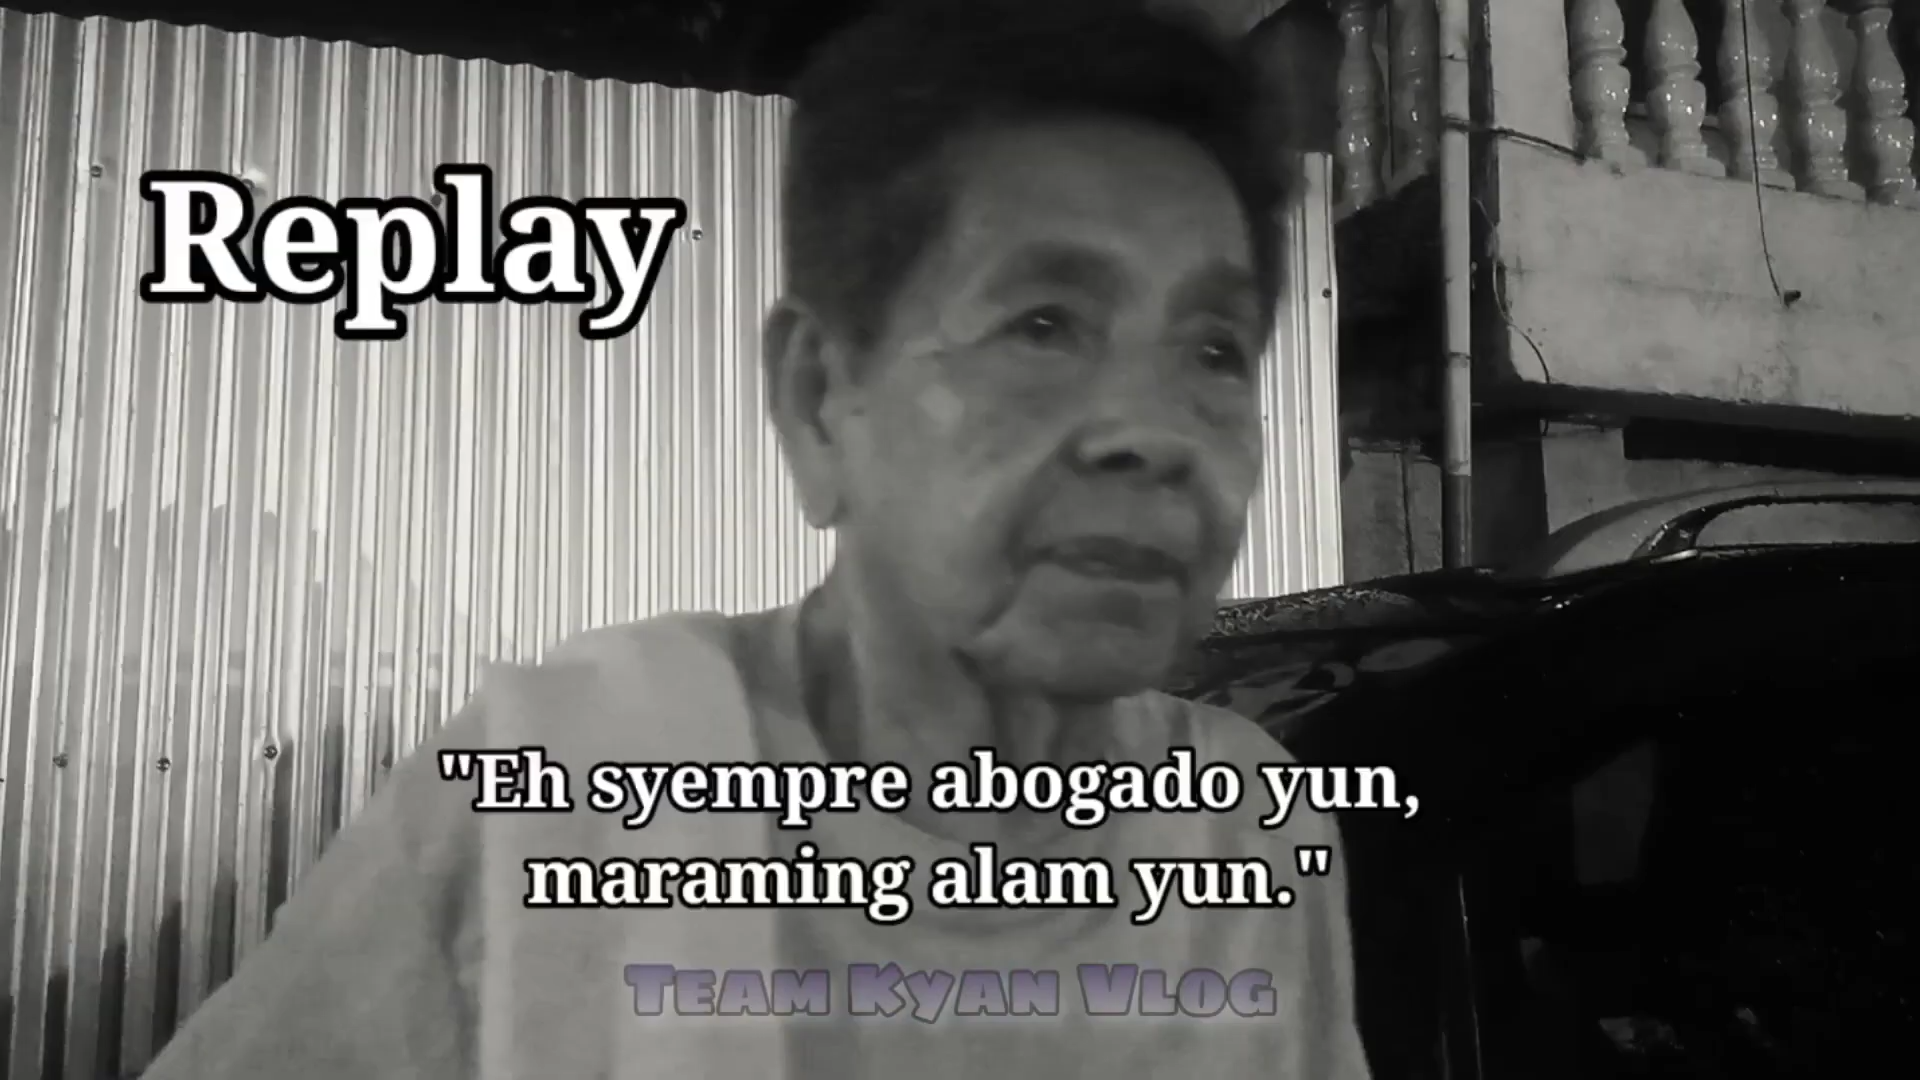 Replay
"Eh syempre abogado yun,
maraming alam yun."
Team Kyan Vlog